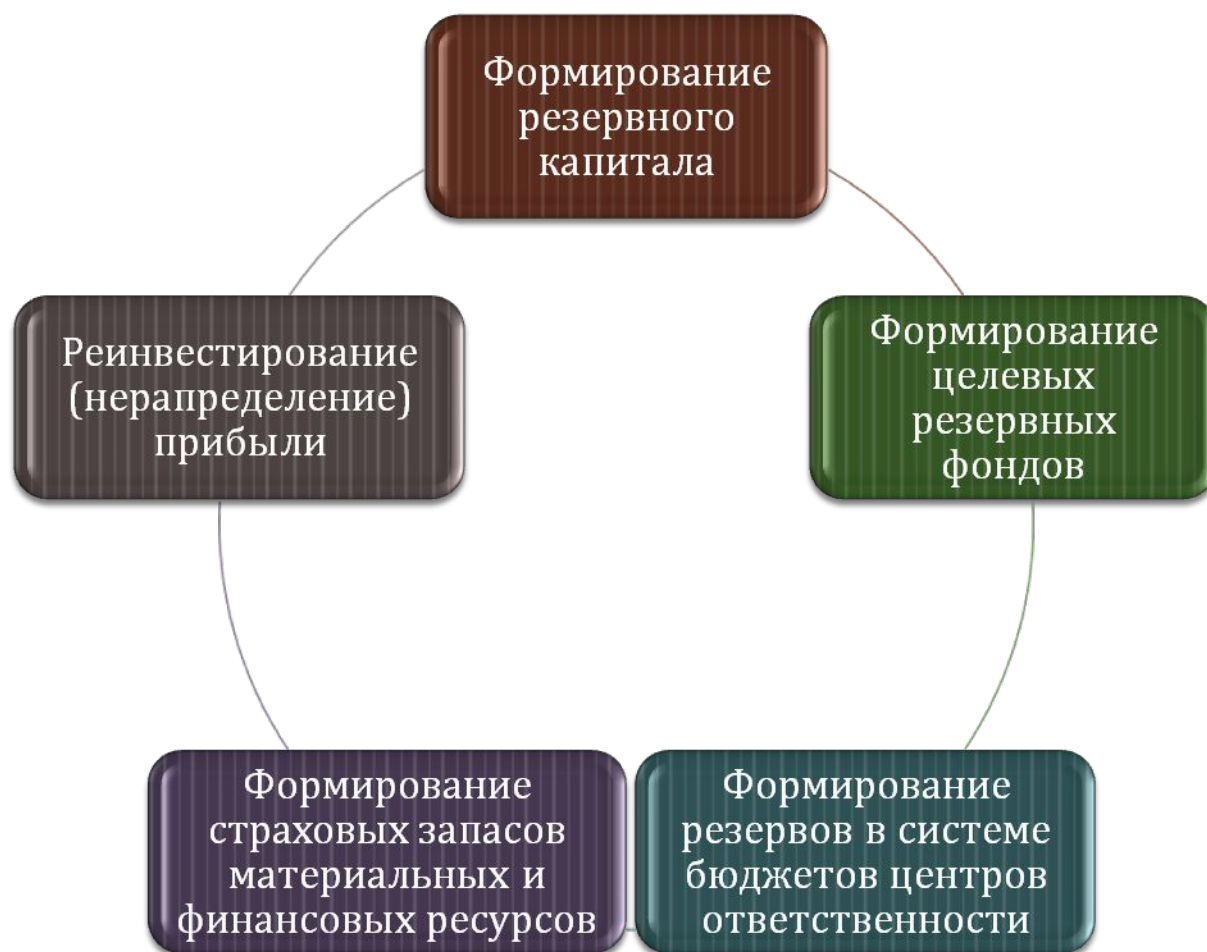 Формирование
резервного
капитала
Формирование
целевых
резервных
фондов
Формирование
резервов в системе
бюджетов центров
ответственности
Формирование
страховых запасов
материальных и
финансовых ресурсов
Реинвестирование
(нерапределение)
прибыли